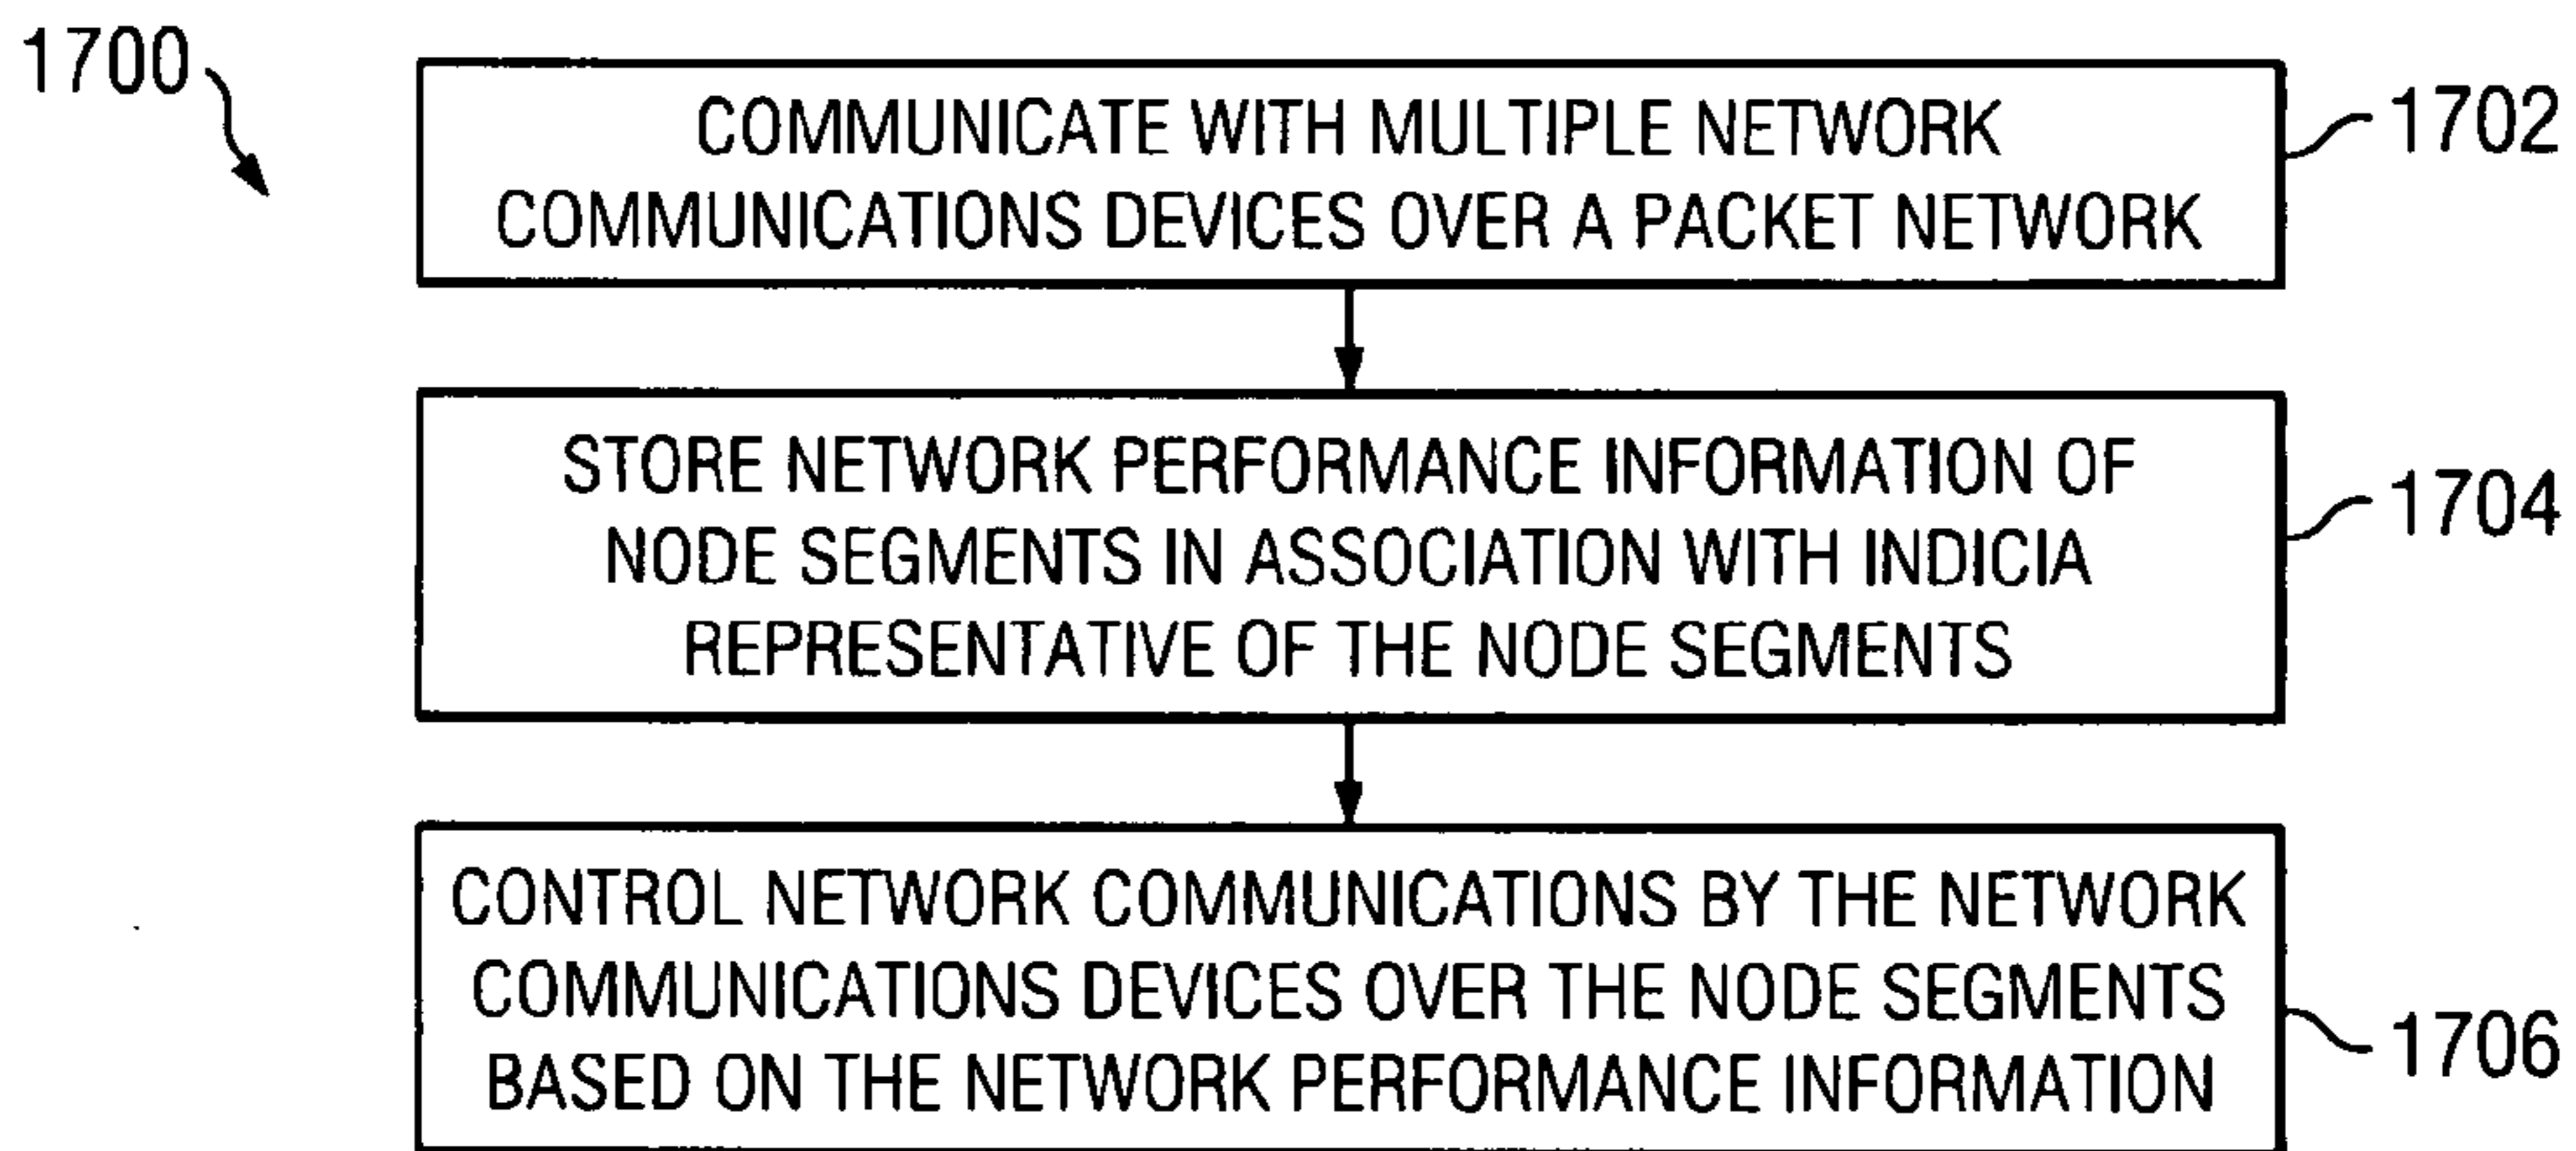 1700
COMMUNICATE WITH MULTIPLE NETWORK
COMMUNICATIONS DEVICES OVER A PACKET NETWORK
1702
STORE NETWORK PERFORMANCE INFORMATION OF
NODE SEGMENTS IN ASSOCIATION WITH INDICIA
REPRESENTATIVE OF THE NODE SEGMENTS
1704
CONTROL NETWORK COMMUNICATIONS BY THE NETWORK
COMMUNICATIONS DEVICES OVER THE NODE SEGMENTS
BASED ON THE NETWORK PERFORMANCE INFORMATION
1706